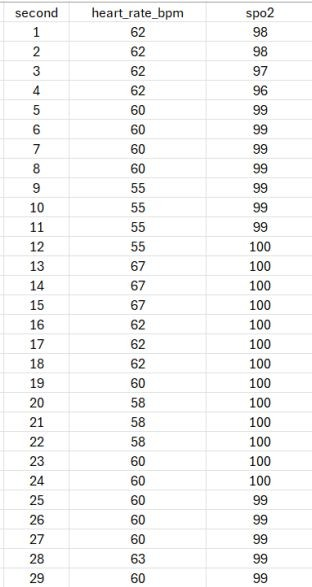 second heart_rate_bpm spo2
1 62 98
2 62 98
3 62 97
4 62 96
5 60 99
6 60 99
7 60 99
8 60 99
9 55 99
10 55 99
11 55 99
12 55 100
13 67 100
14 67 100
15 67 100
16 62 100
17 62 100
18 62 100
19 60 100
20 58 100
21 58 100
22 58 100
23 60 100
24 60 100
25 60 99
26 60 99
27 60 99
28 63 99
29 60 99